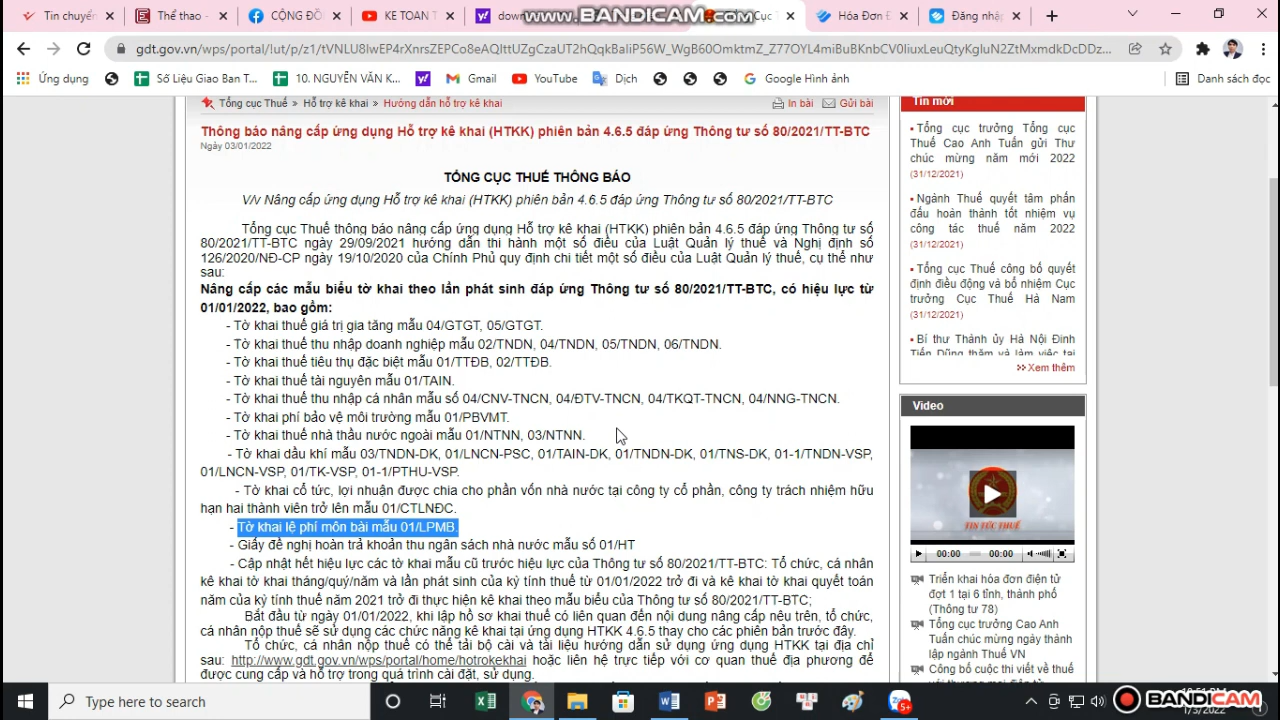 Tin chuyển
Thể thao -
CỘNG ĐỒ
KE TOAN T
dow
WWW.BANDICAM.COM
Cục T
Hóa Đơn Đ
Đăng nhập
gdt.gov.vn/wps/portal/!ut/p/z1/
Ứng dụng
Số Liệu Giao Ban T...
10. NGUYỄN VĂN K...
Gmail
YouTube
Dịch
Google Hình ảnh
Danh sách đọc
Tổng cục Thuế » Hỗ trợ kê khai » Hướng dẫn hỗ trợ kê khai
In bài
Gửi bài
Thông báo nâng cấp ứng dụng Hỗ trợ kê khai (HTKK) phiên bản 4.6.5 đáp ứng Thông tư số 80/2021/TT-BTC
Ngày 03/01/2022
TỔNG CỤC THUẾ THÔNG BÁO
V/v Nâng cấp ứng dụng Hỗ trợ kê khai (HTKK) phiên bản 4.6.5 đáp ứng Thông tư số 80/2021/TT-BTC
Tổng cục Thuế thông báo nâng cấp ứng dụng Hỗ trợ kê khai (HTKK) phiên bản 4.6.5 đáp ứng Thông tư số
80/2021/TT-BTC ngày 29/09/2021 hướng dẫn thi hành một số điều của Luật Quản lý thuế và Nghị định số
126/2020/NĐ-CP ngày 19/10/2020 của Chính Phủ quy định chi tiết một số điều của Luật Quản lý thuế, cụ thể như
sau:
Nâng cấp các mẫu biểu tờ khai theo lần phát sinh đáp ứng Thông tư số 80/2021/TT-BTC, có hiệu lực từ
01/01/2022, bao gồm:
- Tờ khai thuế giá trị gia tăng mẫu 04/GTGT, 05/GTGT.
- Tờ khai thuế thu nhập doanh nghiệp mẫu 02/TNDN, 04/TNDN, 05/TNDN, 06/TNDN.
- Tờ khai thuế tiêu thụ đặc biệt mẫu 01/TTĐB, 02/TTĐB.
- Tờ khai thuế tài nguyên mẫu 01/TAIN.
- Tờ khai thuế thu nhập cá nhân mẫu số 04/CNV-TNCN, 04/ĐTV-TNCN, 04/TKQT-TNCN, 04/NNG-TNCN.
- Tờ khai phí bảo vệ môi trường mẫu 01/PBVMT.
- Tờ khai thuế nhà thầu nước ngoài mẫu 01/NTNN, 03/NTNN.
- Tờ khai dầu khí mẫu 03/TNDN-DK, 01/LNCN-PSC, 01/TAIN-DK, 01/TNDN-DK, 01/TNS-DK, 01-1/TNDN-VSP,
01/LNCN-VSP, 01/TK-VSP, 01-1/PTHU-VSP.
- Tờ khai cổ tức, lợi nhuận được chia cho phần vốn nhà nước tại công ty cổ phần, công ty trách nhiệm hữu
hạn hai thành viên trở lên mẫu 01/CTLNĐC.
- Tờ khai lệ phí môn bài mẫu 01/LPMB.
- Giấy đề nghị hoàn trả khoản thu ngân sách nhà nước mẫu số 01/HT
- Cập nhật hết hiệu lực các tờ khai mẫu cũ trước hiệu lực của Thông tư số 80/2021/TT-BTC: Tổ chức, cá nhân
kê khai tờ khai tháng/quý/năm và lần phát sinh của kỳ tính thuế từ 01/01/2022 trở đi và kê khai tờ khai quyết toán
năm của kỳ tính thuế năm 2021 trở đi thực hiện kê khai theo mẫu biểu của Thông tư số 80/2021/TT-BTC;
Bắt đầu từ ngày 01/01/2022, khi lập hồ sơ khai thuế có liên quan đến nội dung nâng cấp nêu trên, tổ chức,
cá nhân nộp thuế sẽ sử dụng các chức năng kê khai tại ứng dụng HTKK 4.6.5 thay cho các phiên bản trước đây.
Tổ chức, cá nhân nộp thuế có thể tải bộ cài và tài liệu hướng dẫn sử dụng ứng dụng HTKK tại địa chỉ
sau: http://www.gdt.gov.vn/wps/portal/home/hotrokekhai hoặc liên hệ trực tiếp với cơ quan thuế địa phương để
được cung cấp và hỗ trợ trong quá trình cài đặt, sử dụng.
Tin mới
Tổng cục trưởng Tổng cục
Thuế Cao Anh Tuấn gửi Thư
chúc mừng năm mới 2022
(31/12/2021)
Ngành Thuế quyết tâm phấn
đấu hoàn thành tốt nhiệm vụ
công tác thuế năm 2022
(31/12/2021)
Tổng cục Thuế công bố quyết
định điều động và bổ nhiệm Cục
trưởng Cục Thuế Hà Nam
(31/12/2021)
Bí thư Thành ủy Hà Nội Đinh
Tiến Dũng thăm và làm việc tại
Xem thêm
Video
TIN TỨC THUẾ
00:00 00:00
Triển khai hóa đơn điện tử
đợt 1 tại 6 tỉnh, thành phố
(Thông tư 78)
Tổng cục trưởng Cao Anh
Tuấn chúc mừng ngày thành
lập ngành Thuế VN
Công bố cuộc thi viết về thuế
Type here to search
5+
1/5/2022
BANDICAM